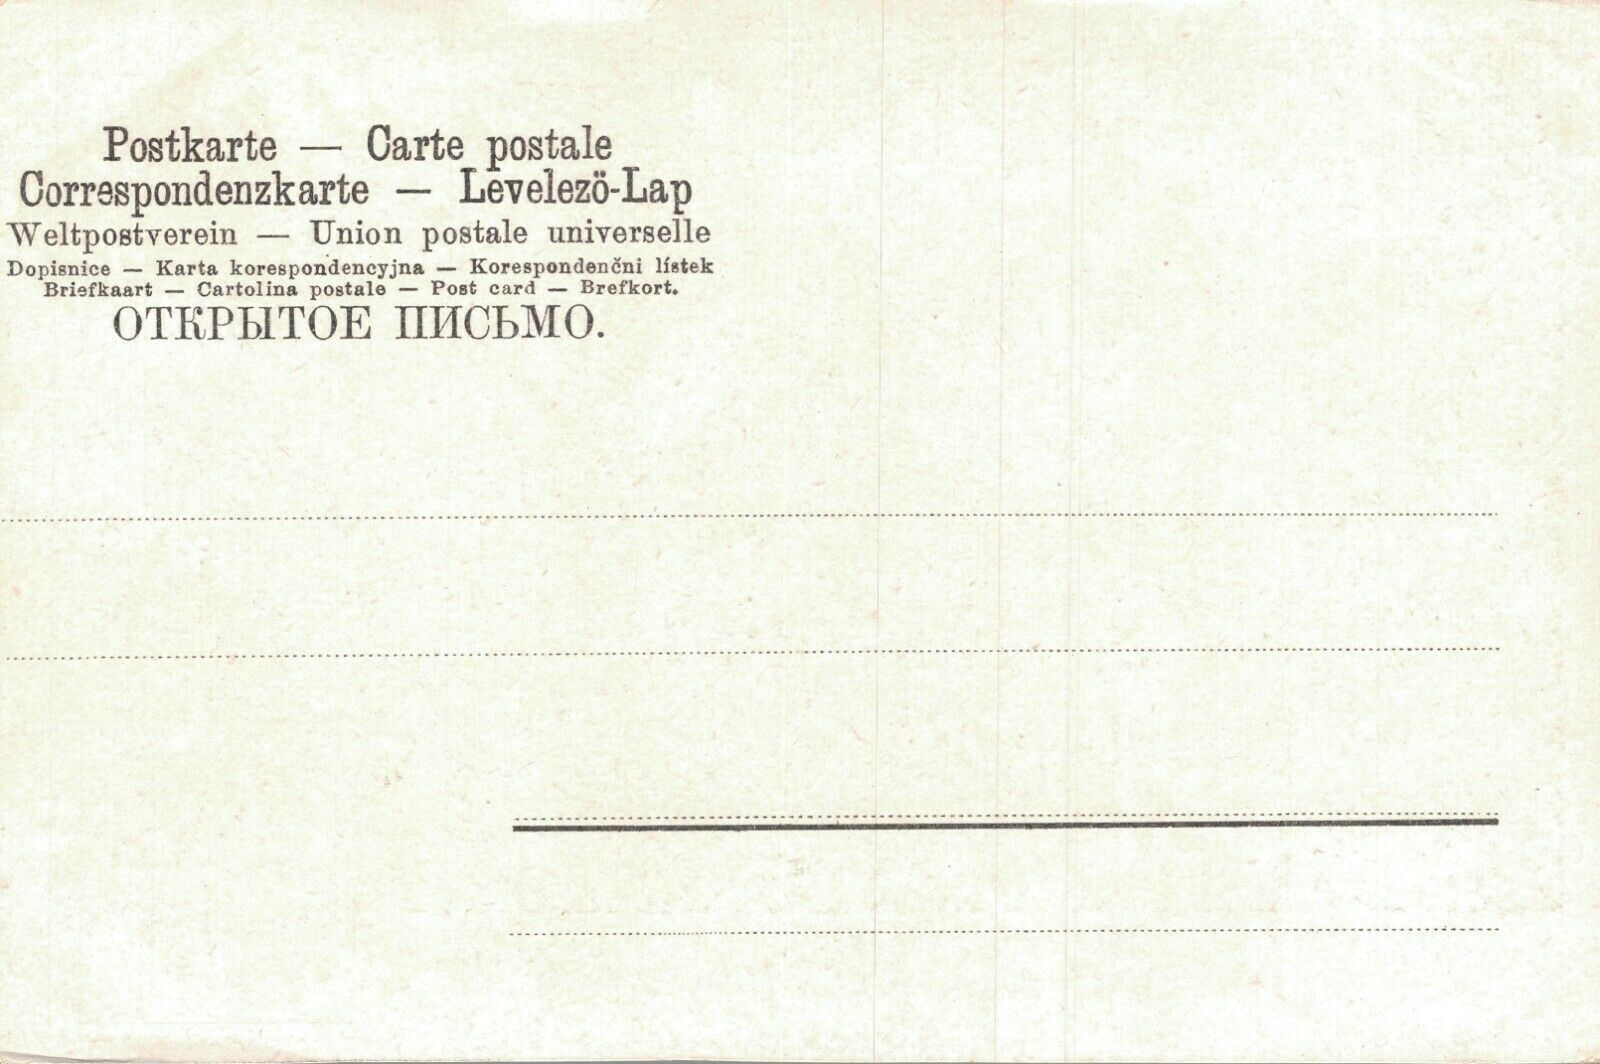 Postkarte — Carte postale
Correspondenzkarte — Levelezö-Lap
Weltpostverein — Union postale universelle
Dopisnice — Karta korespondencyjna — Korespondenčni lístek
Briefkaart — Cartolina postale — Post card — Brefkort.
ОТКРЫТОЕ ПИСЬМО.